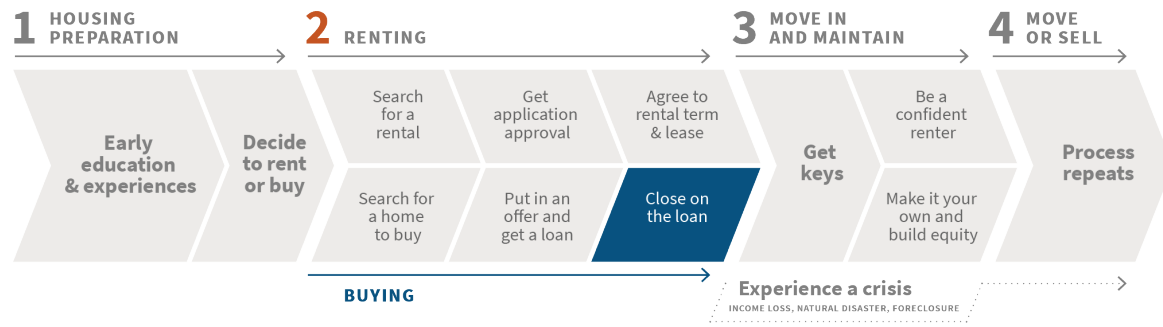 1 HOUSING
PREPARATION
2 RENTING
3 MOVE IN
AND MAINTAIN
4 MOVE
OR SELL
Early
education
& experiences
Decide
to rent
or buy
Search
for a
rental
Get
application
approval
Agree to
rental term
& lease
Search for
a home
to buy
Put in an
offer and
get a loan
Close on
the loan
Get
keys
Be a
confident
renter
Make it your
own and
build equity
Process
repeats
BUYING
Experience a crisis
INCOME LOSS, NATURAL DISASTER, FORECLOSURE